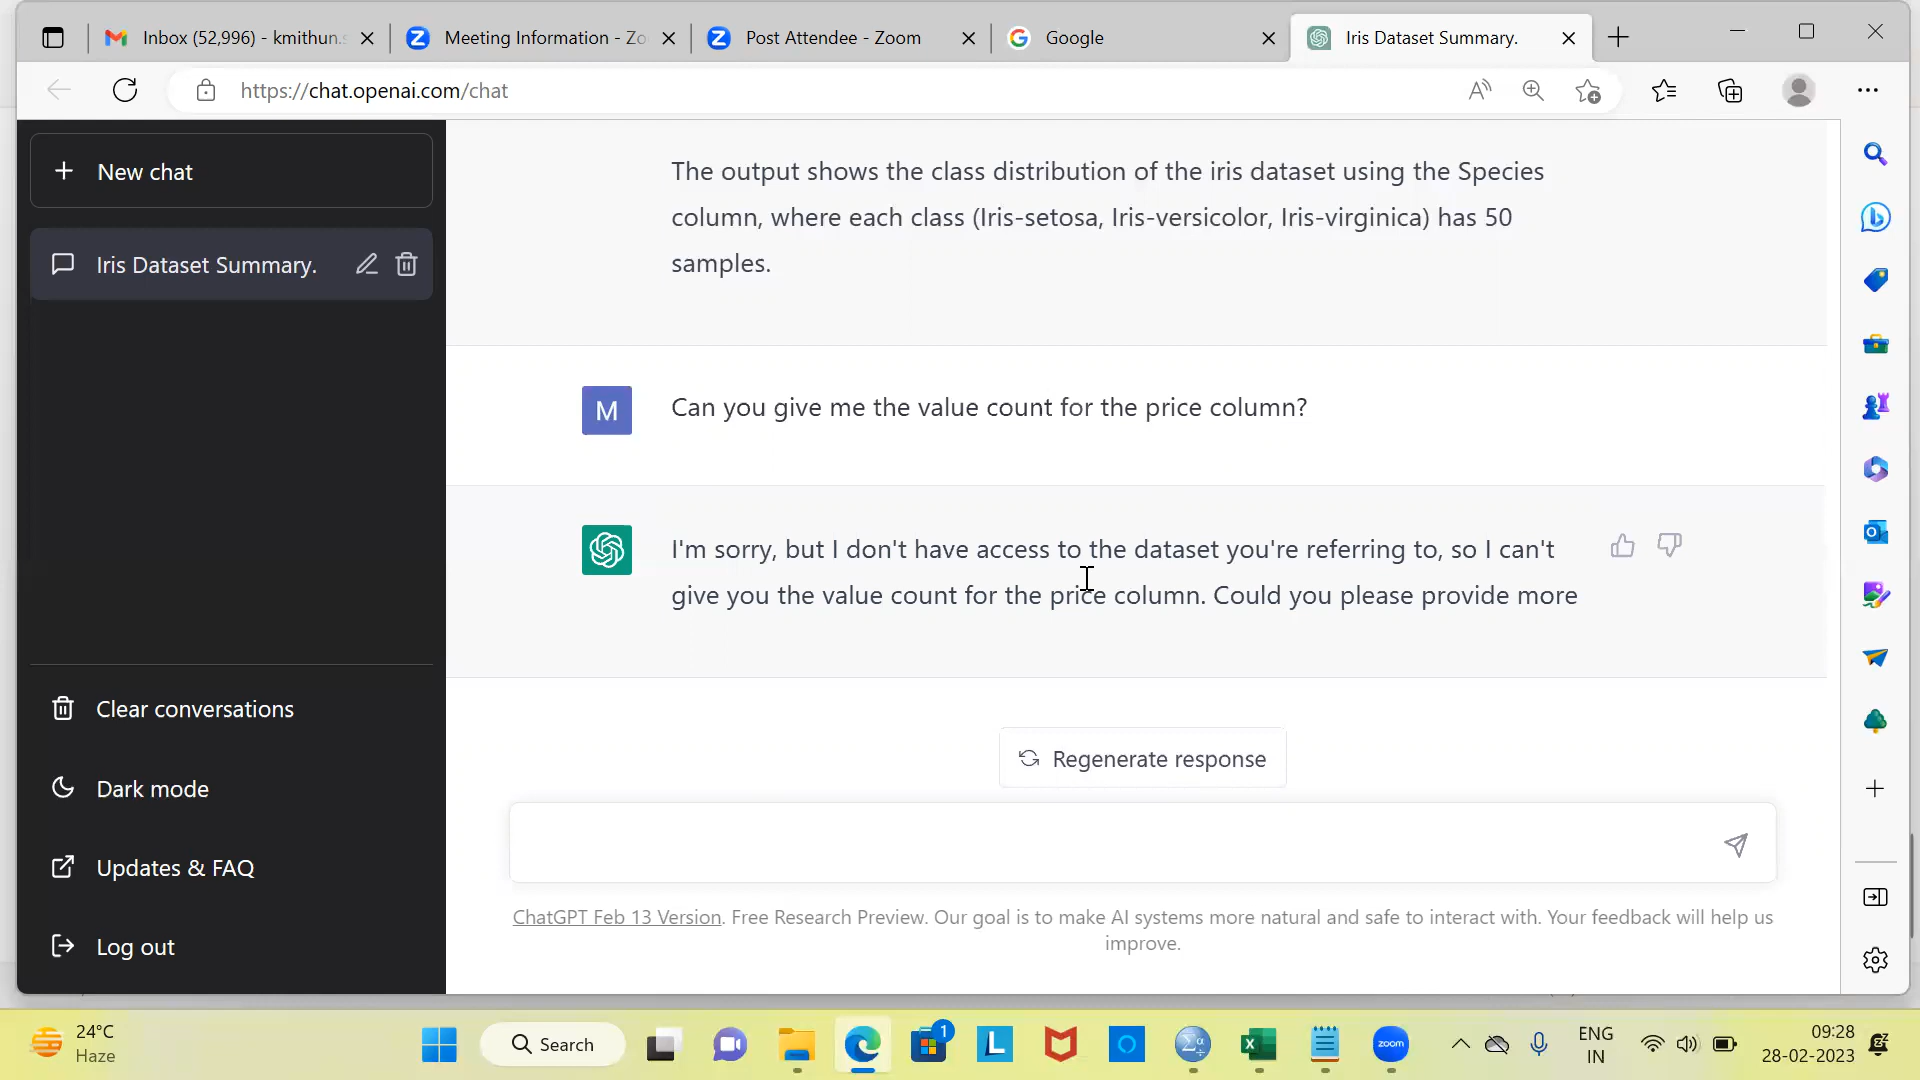 Inbox (52,996) - kmithun.s
Meeting Information - Zo
Post Attendee - Zoom
Google
Iris Dataset Summary.
https://chat.openai.com/chat
New chat
Iris Dataset Summary.
Clear conversations
Dark mode
Updates & FAQ
Log out
The output shows the class distribution of the iris dataset using the Species
column, where each class (Iris-setosa, Iris-versicolor, Iris-virginica) has 50
samples.
M
Can you give me the value count for the price column?
I'm sorry, but I don't have access to the dataset you're referring to, so I can't
give you the value count for the price column. Could you please provide more
Regenerate response
ChatGPT Feb 13 Version. Free Research Preview. Our goal is to make AI systems more natural and safe to interact with. Your feedback will help us
improve.
24°C
Haze
Search
1
L
zoom
ENG
IN
09:28
28-02-2023